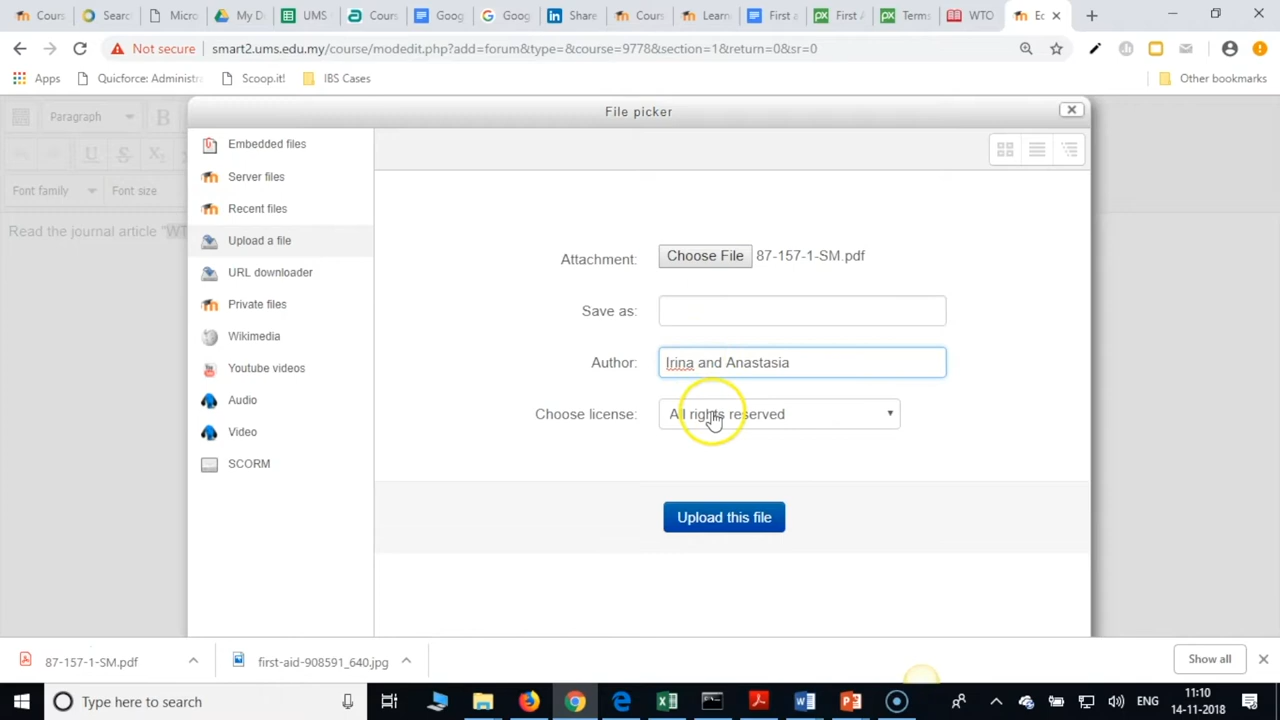 Cours
Searc
Micro
My D
UMS
Cours
Goog
Goog
Share
Cours
Learn
First a
First A
Terms
WTO
Ec
Not secure
smart2.ums.edu.my/course/modedit.php?add=forum&type=&course=9778&section=1&return=0&sr=0
Apps
Quicforce: Administra
Scoop.it!
IBS Cases
Other bookmarks
File picker
Paragraph
B
U
S
X₂
Font family
Font size
Read the journal article "WT
Embedded files
Server files
Recent files
Upload a file
URL downloader
Private files
Wikimedia
Youtube videos
Audio
Video
SCORM
Attachment:
Choose File
87-157-1-SM.pdf
Save as:
Author:
Irina and Anastasia
Choose license:
All rights reserved
Upload this file
87-157-1-SM.pdf
first-aid-908591_640.jpg
Show all
Type here to search
ENG
11:10
14-11-2018